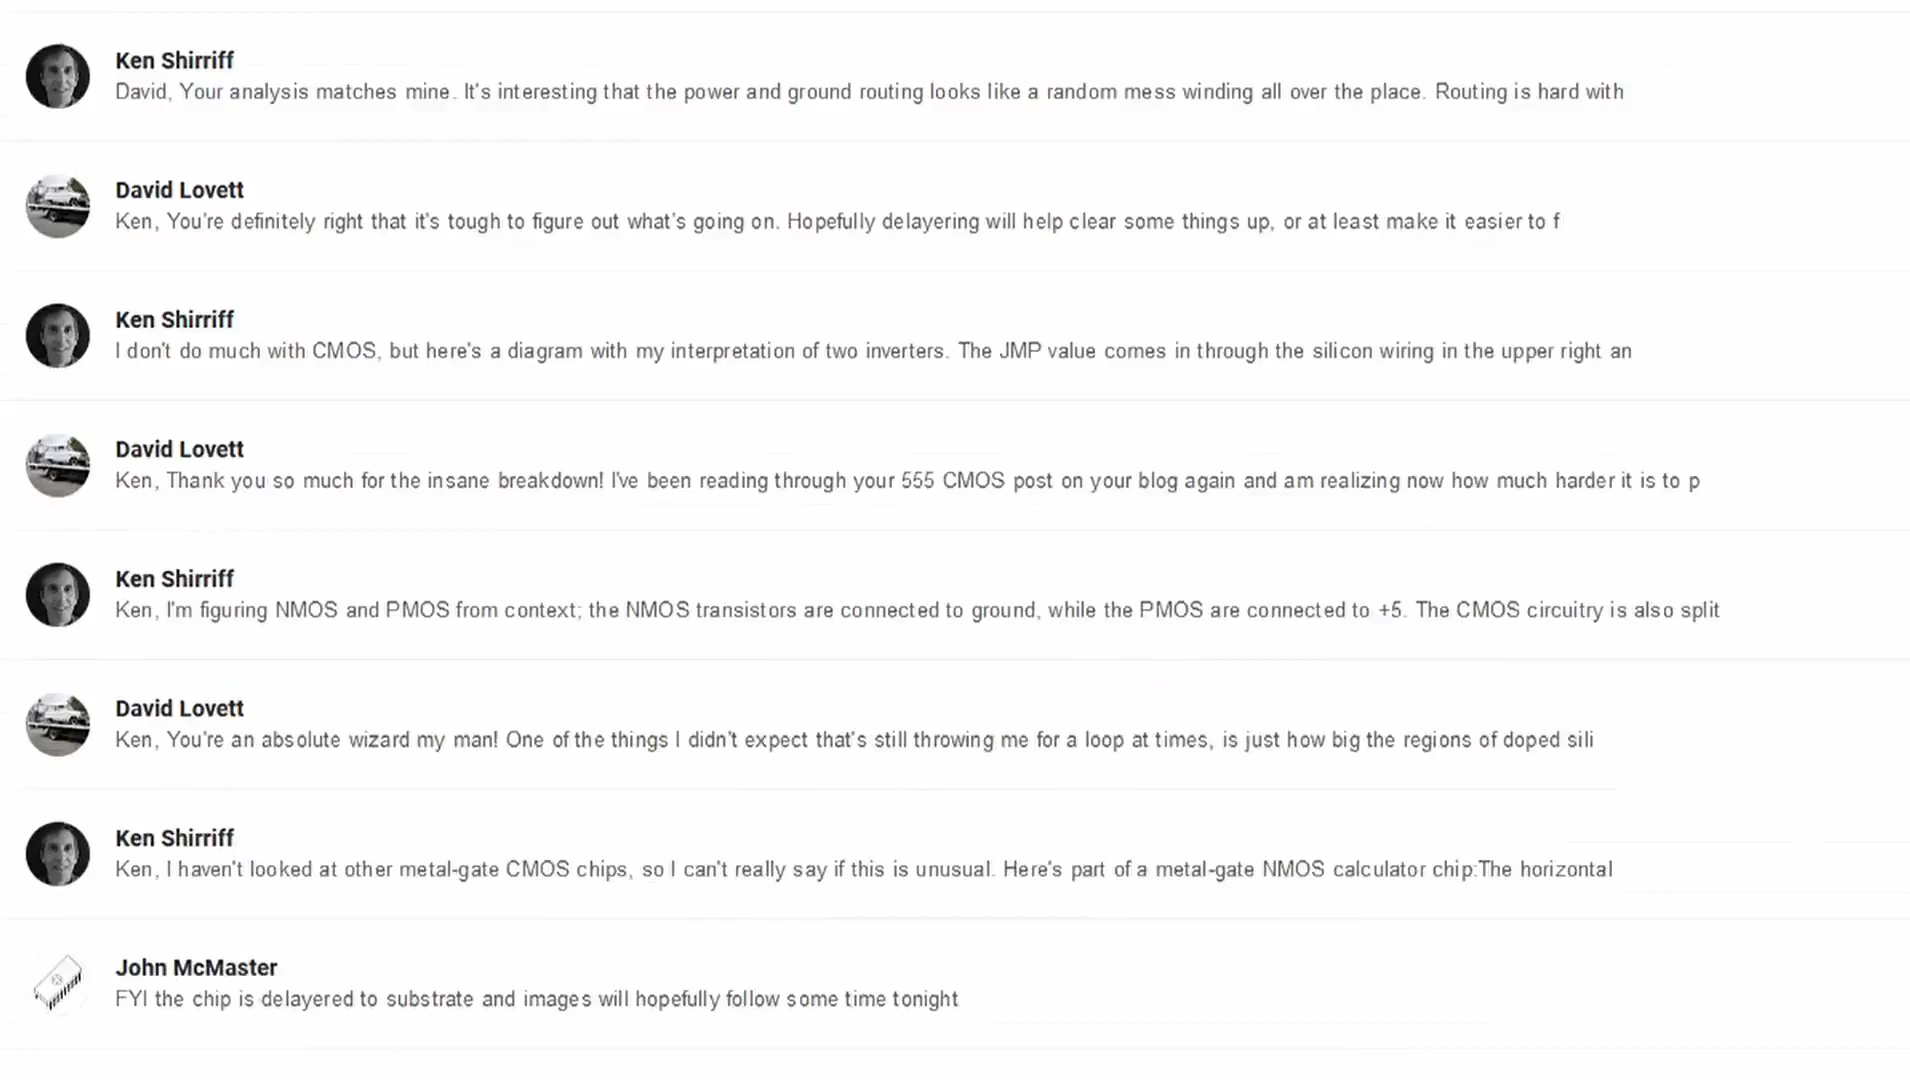 Ken Shirriff
David, Your analysis matches mine. It's interesting that the power and ground routing looks like a random mess winding all over the place. Routing is hard with
David Lovett
Ken, You're definitely right that it's tough to figure out what's going on. Hopefully delayering will help clear some things up, or at least make it easier to f
Ken Shirriff
I don't do much with CMOS, but here's a diagram with my interpretation of two inverters. The JMP value comes in through the silicon wiring in the upper right an
David Lovett
Ken, Thank you so much for the insane breakdown! I've been reading through your 555 CMOS post on your blog again and am realizing now how much harder it is to p
Ken Shirriff
Ken, I'm figuring NMOS and PMOS from context; the NMOS transistors are connected to ground, while the PMOS are connected to +5. The CMOS circuitry is also split
David Lovett
Ken, You're an absolute wizard my man! One of the things I didn't expect that's still throwing me for a loop at times, is just how big the regions of doped sili
Ken Shirriff
Ken, I haven't looked at other metal-gate CMOS chips, so I can't really say if this is unusual. Here's part of a metal-gate NMOS calculator chip:The horizontal
John McMaster
FYI the chip is delayered to substrate and images will hopefully follow some time tonight